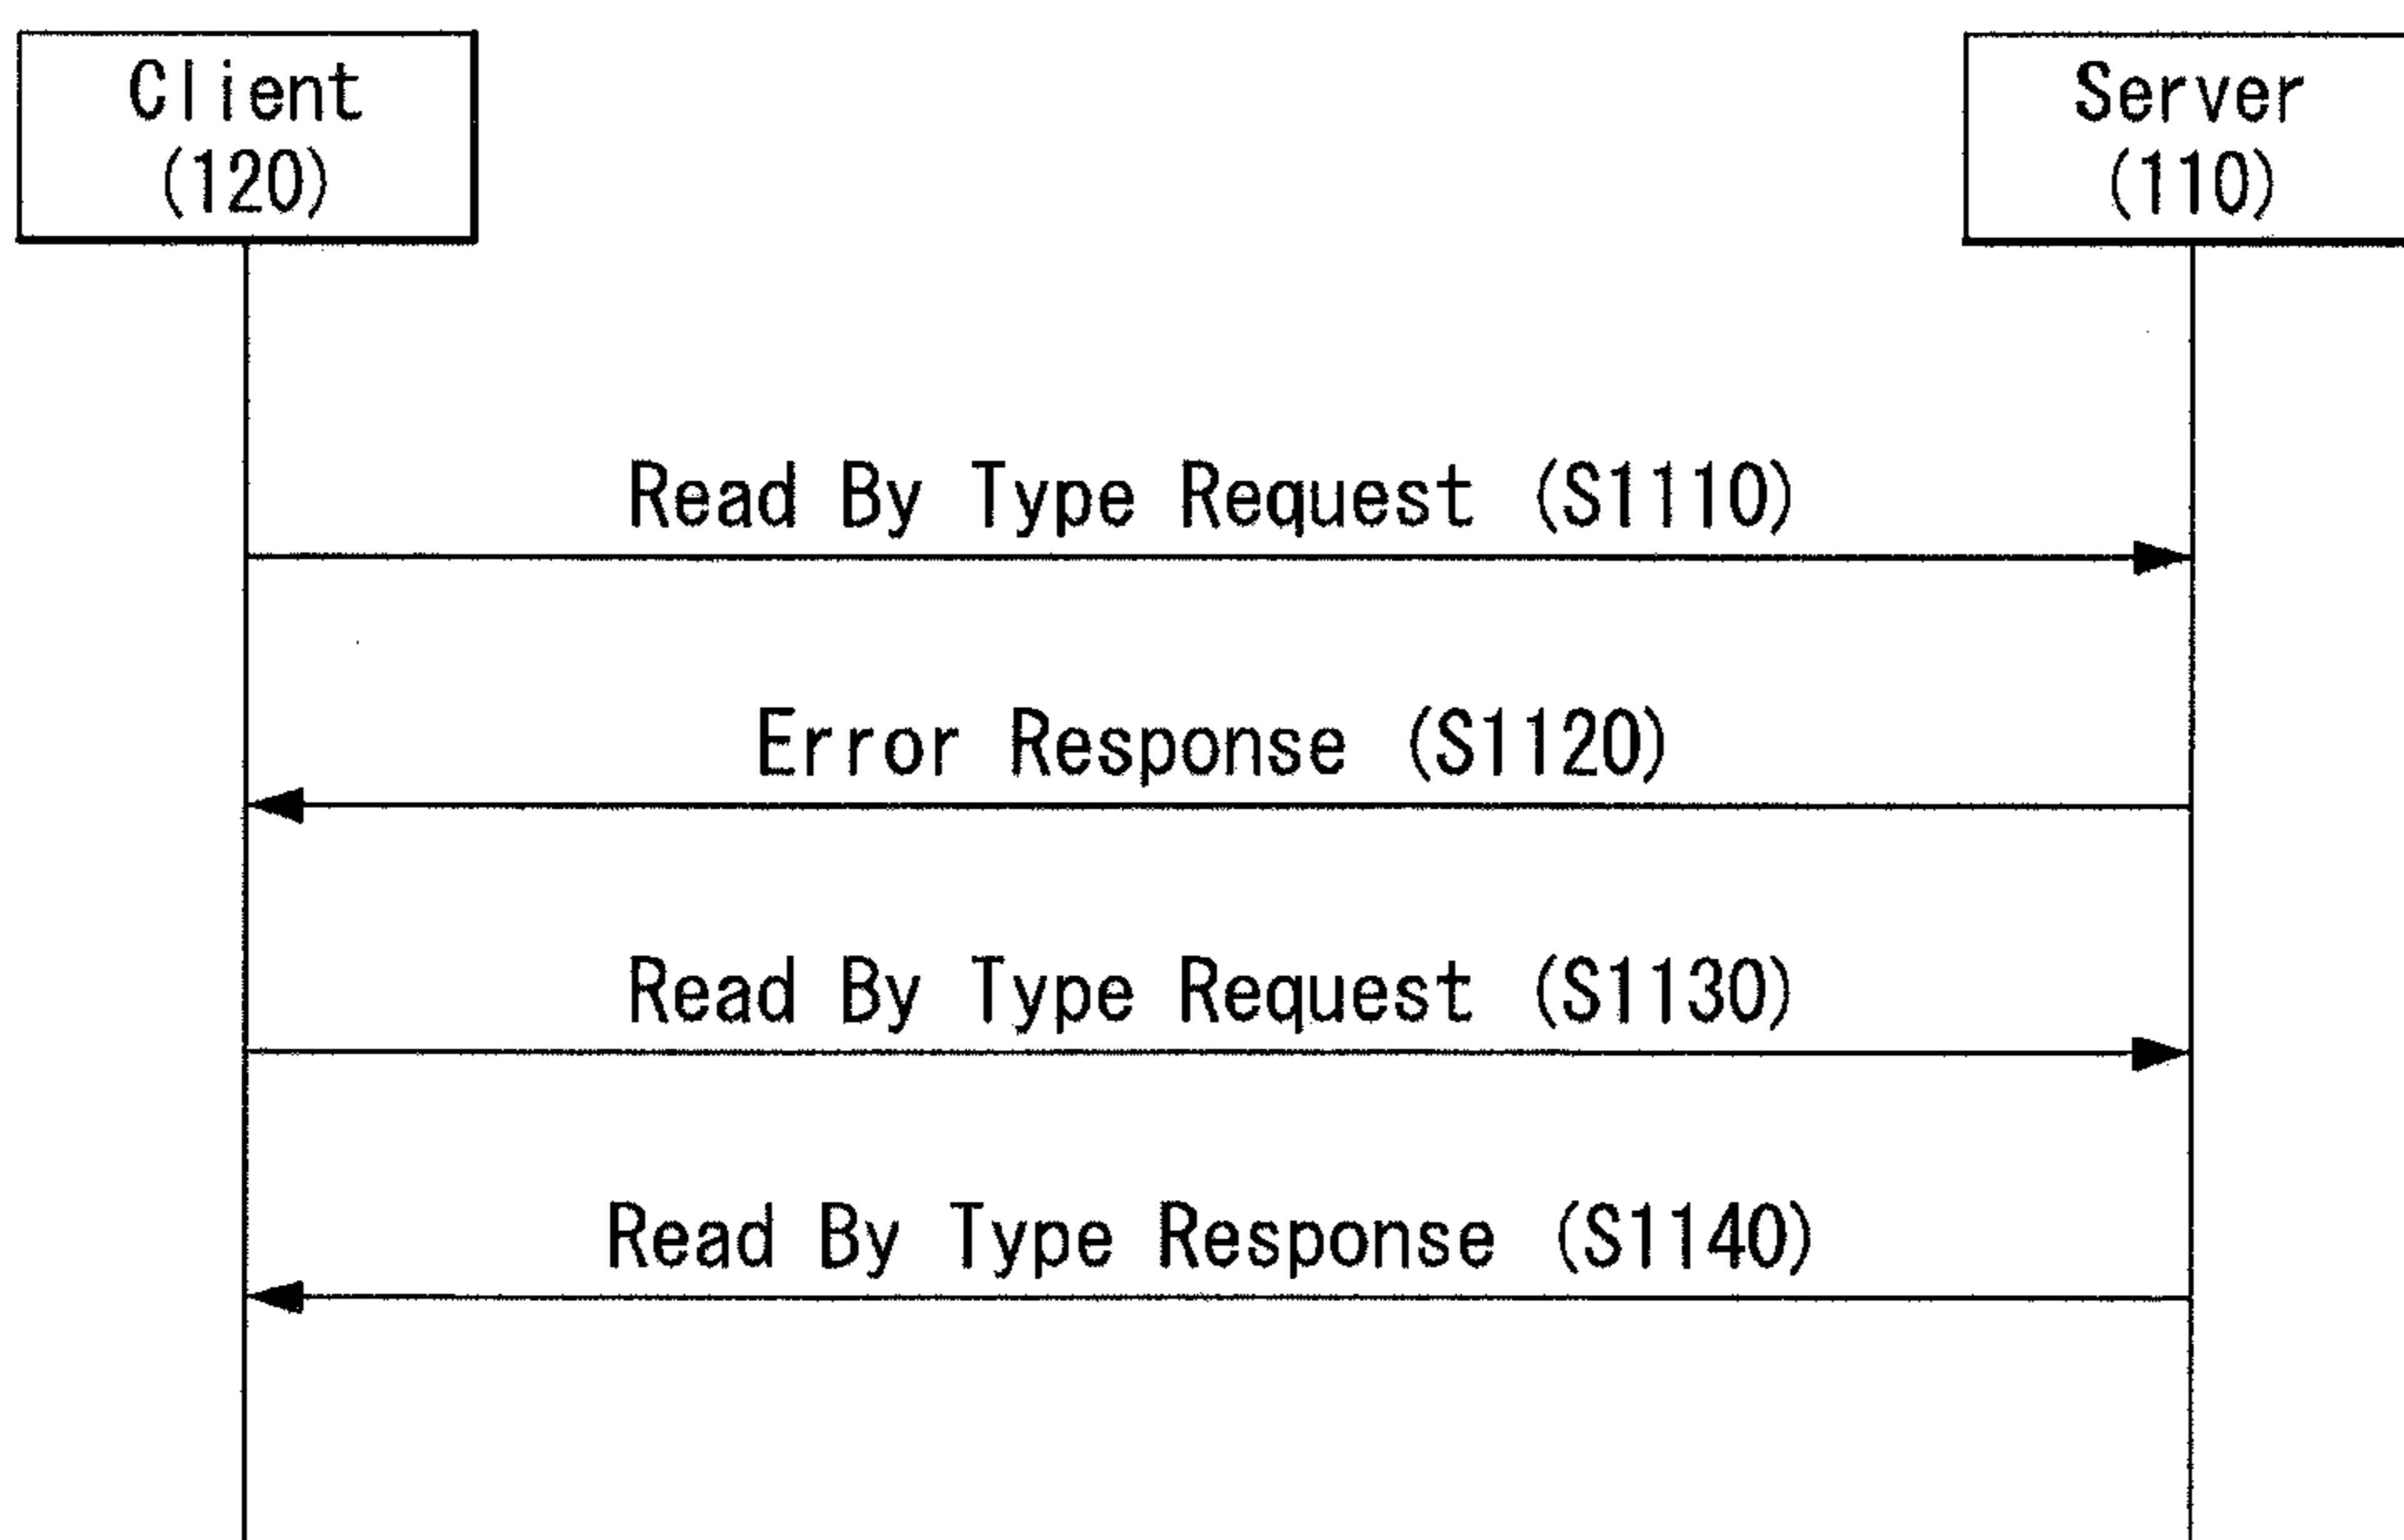 Client
(120)
Server
(110)
Read By Type Request (S1110)
Error Response (S1120)
Read By Type Request (S1130)
Read By Type Response (S1140)